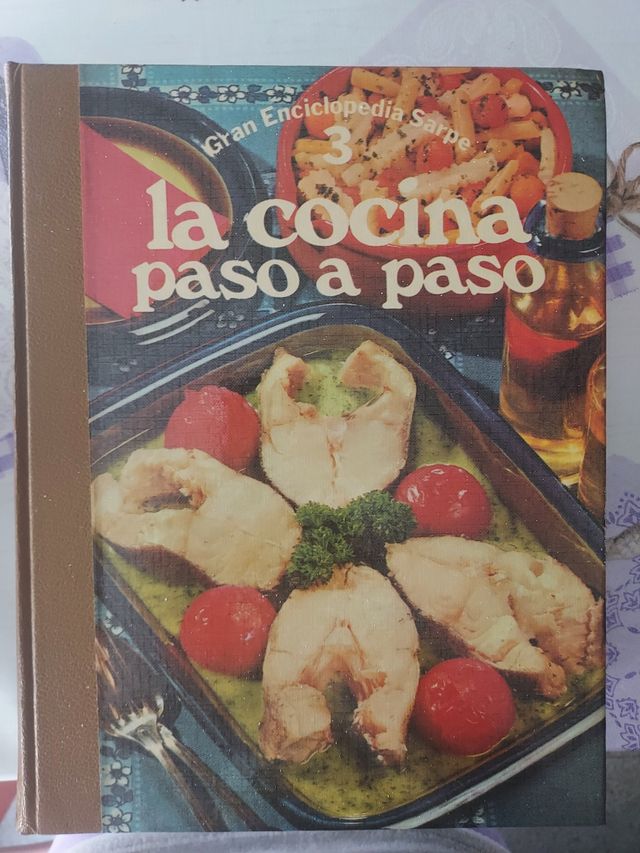 Gran Enciclopedia Sarpe
3
la cocina
paso a paso